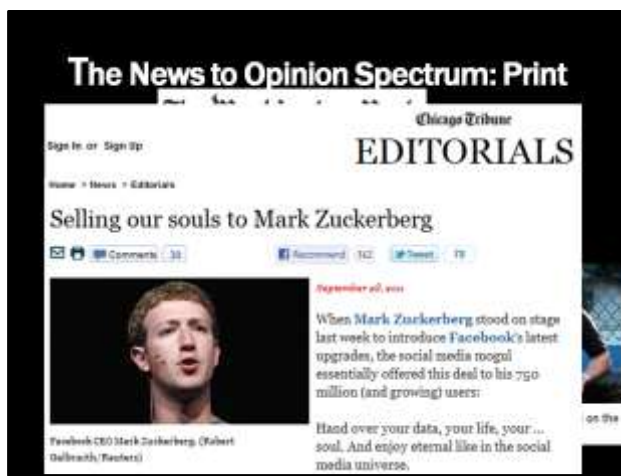 The News to Opinion Spectrum: Print
Chicago Tribune
Sign In or Sign Up
EDITORIALS
Home > News > Editorials
Selling our souls to Mark Zuckerberg
Comments 38
Recommend 342
Tweet 78
September 28, 2011
When Mark Zuckerberg stood on stage
last week to introduce Facebook's latest
upgrades, the social media mogul
essentially offered this deal to his 750
million (and growing) users:
Hand over your data, your life, your ...
soul. And enjoy eternal like in the social
media universe.
Facebook CEO Mark Zuckerberg. (Robert
Galbraith/Reuters)
on the